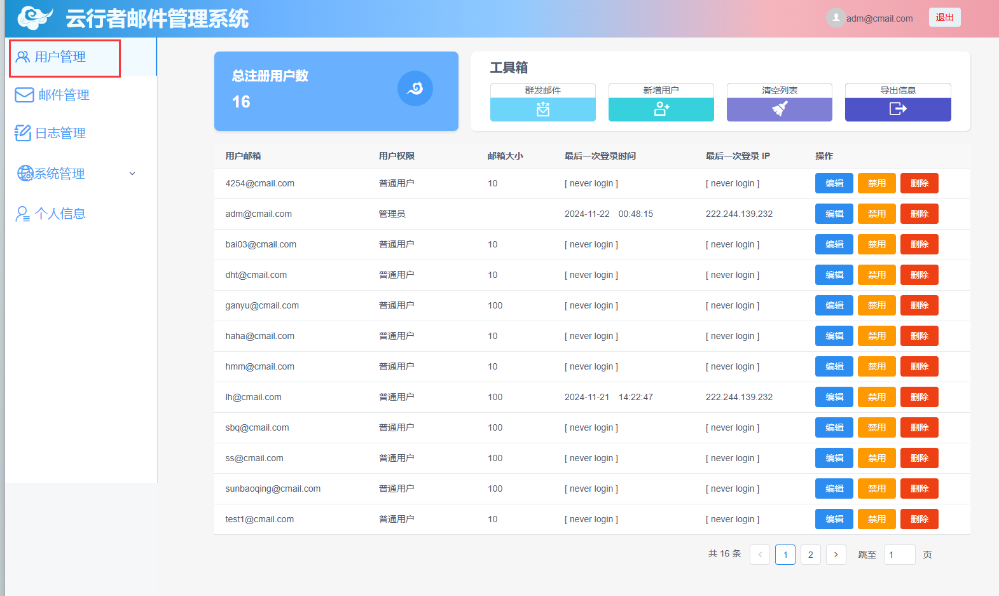 云行者邮件管理系统
adm@cmail.com
退出
用户管理
邮件管理
日志管理
系统管理
个人信息
总注册用户数
16
工具箱
群发邮件 新增用户 清空列表 导出信息
用户邮箱 用户权限 邮箱大小 最后一次登录时间 最后一次登录 IP 操作
4254@cmail.com 普通用户 10 [ never login ] [ never login ] 编辑 禁用 删除
adm@cmail.com 管理员 2024-11-22 00:48:15 222.244.139.232 编辑 禁用 删除
bai03@cmail.com 普通用户 10 [ never login ] [ never login ] 编辑 禁用 删除
dht@cmail.com 普通用户 10 [ never login ] [ never login ] 编辑 禁用 删除
ganyu@cmail.com 普通用户 100 [ never login ] [ never login ] 编辑 禁用 删除
haha@cmail.com 普通用户 10 [ never login ] [ never login ] 编辑 禁用 删除
hmm@cmail.com 普通用户 10 [ never login ] [ never login ] 编辑 禁用 删除
lh@cmail.com 普通用户 100 2024-11-21 14:22:47 222.244.139.232 编辑 禁用 删除
sbq@cmail.com 普通用户 100 [ never login ] [ never login ] 编辑 禁用 删除
ss@cmail.com 普通用户 100 [ never login ] [ never login ] 编辑 禁用 删除
sunbaoqing@cmail.com 普通用户 100 [ never login ] [ never login ] 编辑 禁用 删除
test1@cmail.com 普通用户 10 [ never login ] [ never login ] 编辑 禁用 删除
共 16 条 < 1 2 > 跳至 1 页